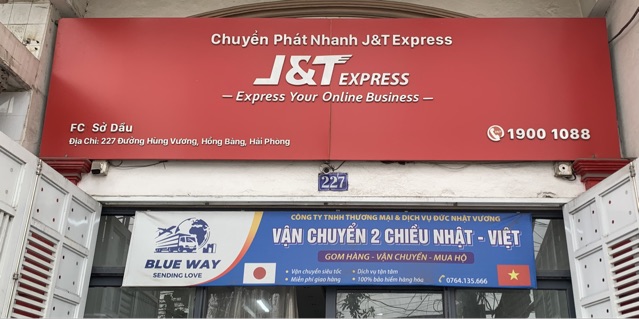 Chuyển Phát Nhanh J&T Express
J&T EXPRESS
— Express Your Online Business —
FC Sở Dầu
Địa Chỉ: 227 Đường Hùng Vương, Hồng Bàng, Hải Phòng
1900 1088
227
CÔNG TY TNHH THƯƠNG MẠI & DỊCH VỤ ĐỨC NHẬT VƯƠNG
VẬN CHUYỂN 2 CHIỀU NHẬT - VIỆT
GOM HÀNG - VẬN CHUYỂN - MUA HỘ
BLUE WAY
SENDING LOVE
• Vận chuyển siêu tốc • Dịch vụ tận tâm
• Miễn phí giao hàng • 100% bảo hiểm hàng hóa
0764.135.666